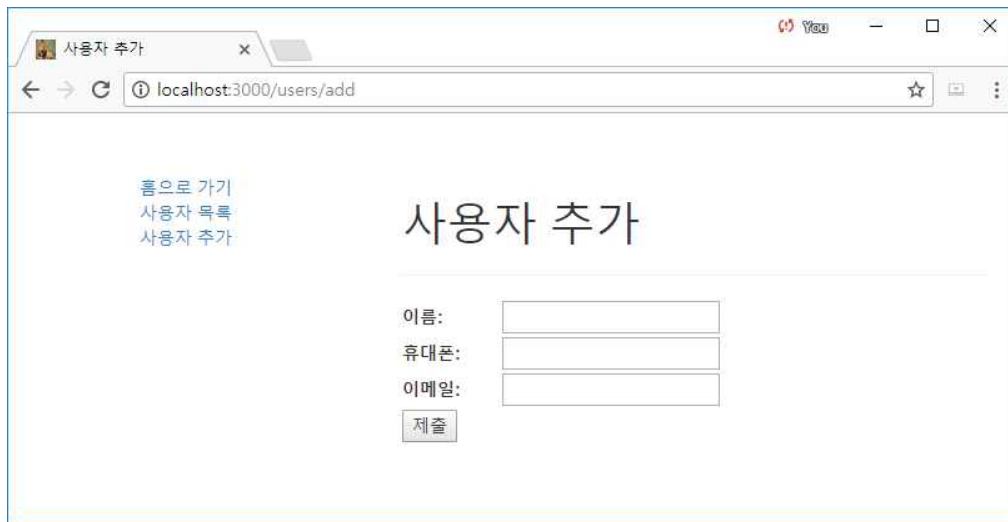 You
사용자 추가
localhost:3000/users/add
홈으로 가기
사용자 목록
사용자 추가
사용자 추가
이름:
휴대폰:
이메일:
제출